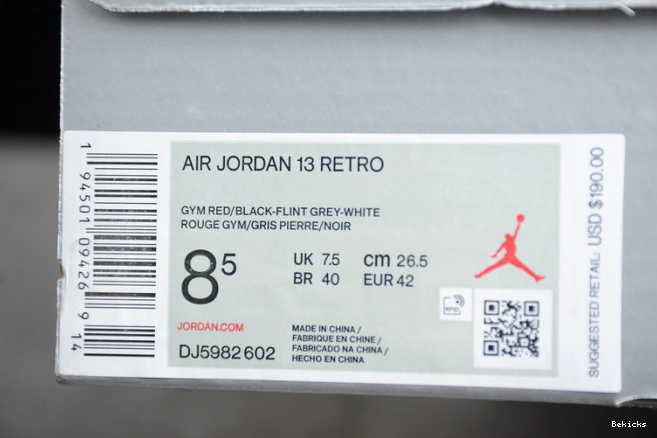 AIR JORDAN 13 RETRO
GYM RED/BLACK-FLINT GREY-WHITE
ROUGE GYM/GRIS PIERRE/NOIR
8⁵
UK 7.5 cm 26.5
BR 40 EUR 42
JORDAN.COM
DJ5982 602
MADE IN CHINA /
FABRIQUE EN CHINE /
FABRICADO NA CHINA /
HECHO EN CHINA
RFID
1 94501 09426 9 14
SUGGESTED RETAIL: USD $190.00
Bekicks